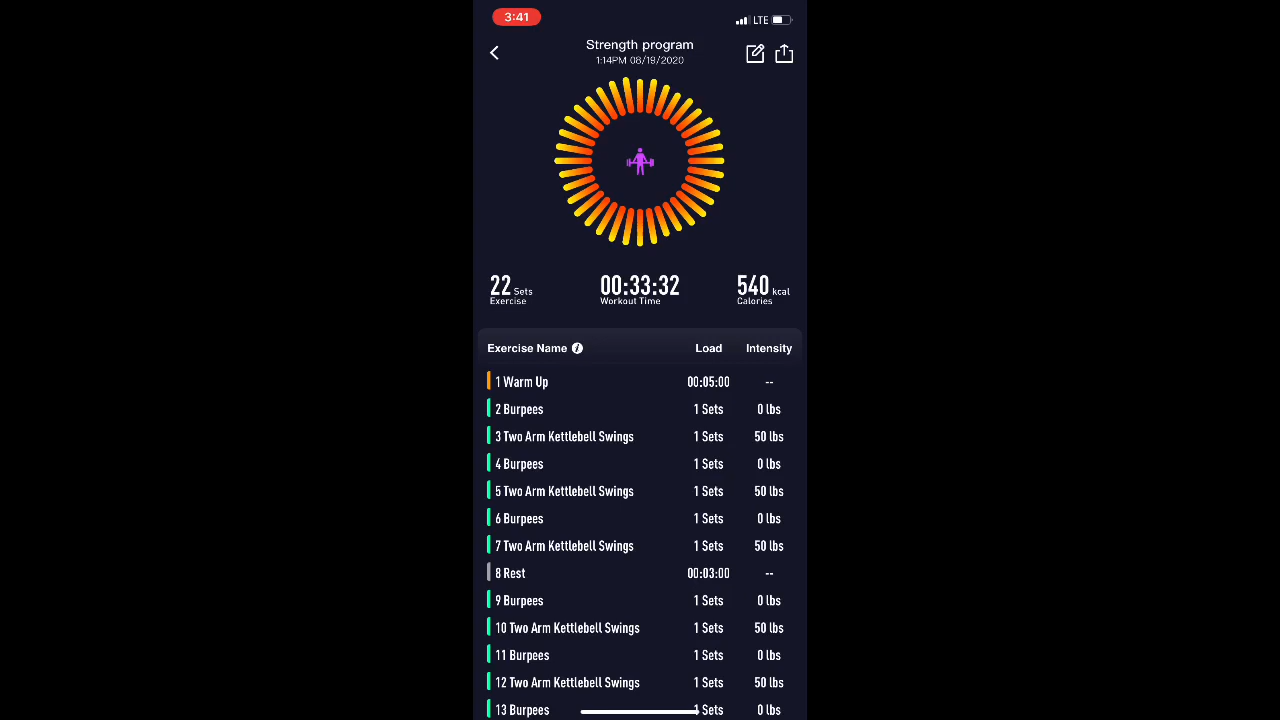 3:41 LTE
Strength program
1:14PM 08/19/2020
22 Sets 00:33:32 540 kcal
Exercise Workout Time Calories
Exercise Name i Load Intensity
1 Warm Up 00:05:00 --
2 Burpees 1 Sets 0 lbs
3 Two Arm Kettlebell Swings 1 Sets 50 lbs
4 Burpees 1 Sets 0 lbs
5 Two Arm Kettlebell Swings 1 Sets 50 lbs
6 Burpees 1 Sets 0 lbs
7 Two Arm Kettlebell Swings 1 Sets 50 lbs
8 Rest 00:03:00 --
9 Burpees 1 Sets 0 lbs
10 Two Arm Kettlebell Swings 1 Sets 50 lbs
11 Burpees 1 Sets 0 lbs
12 Two Arm Kettlebell Swings 1 Sets 50 lbs
13 Burpees 1 Sets 0 lbs